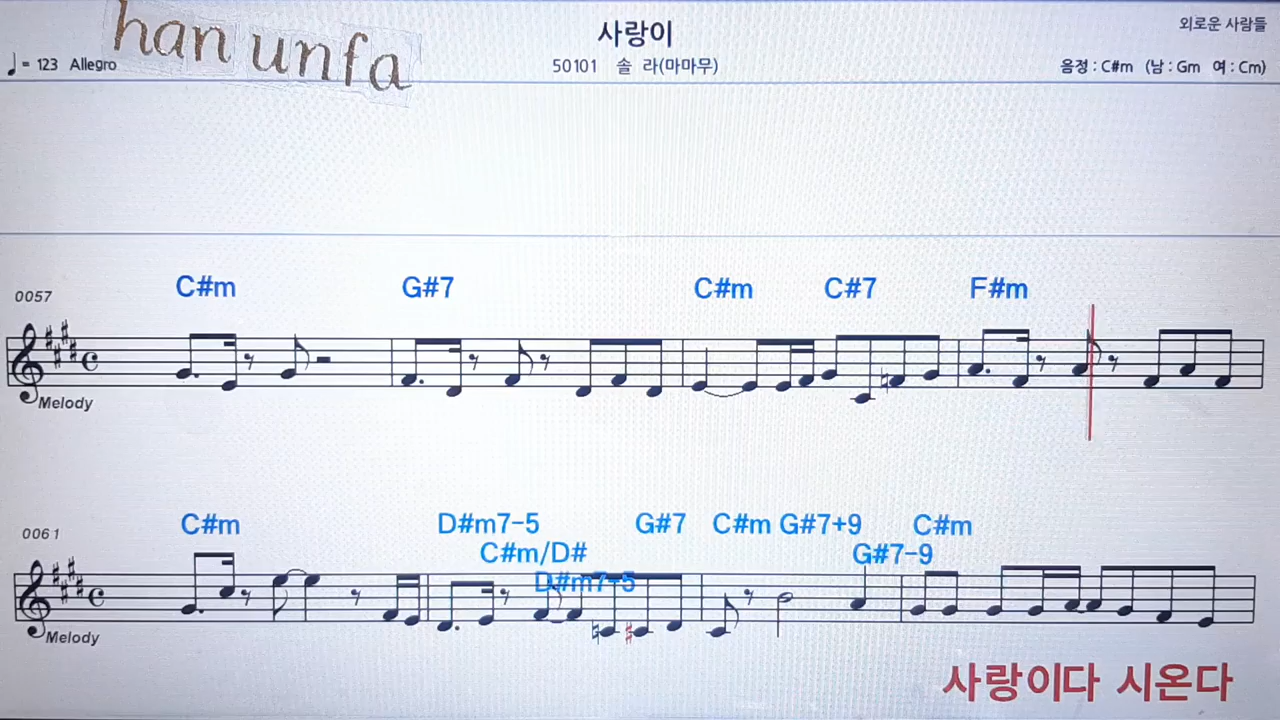 han unfa
사랑이
외로운 사람들
♩= 123 Allegro
50101 솔 라(마마무)
음정 : C#m (남 : Gm 여 : Cm)
0057
C#m G#7 C#m C#7 F#m
Melody
0061
C#m D#m7-5 G#7 C#m G#7+9 C#m
C#m/D# G#7-9
D#m7-5
Melody
사랑이다 시온다